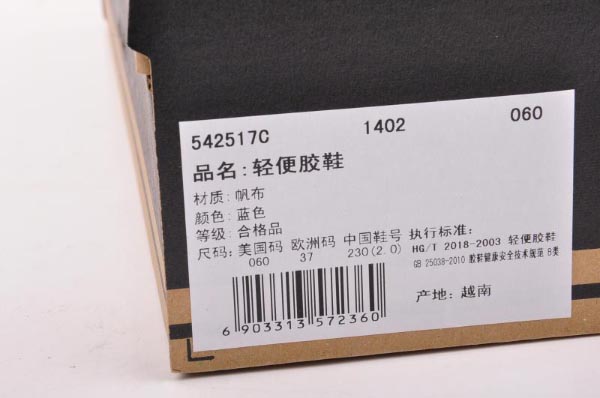 542517C 1402 060
品名:轻便胶鞋
材质:帆布
颜色:蓝色
等级:合格品
尺码:美国码 欧洲码 中国鞋号
060 37 230(2.0)
执行标准:
HG/T 2018-2003 轻便胶鞋
GB 25038-2010 胶鞋健康安全技术规范 B类
产地:越南
6 903313 572360